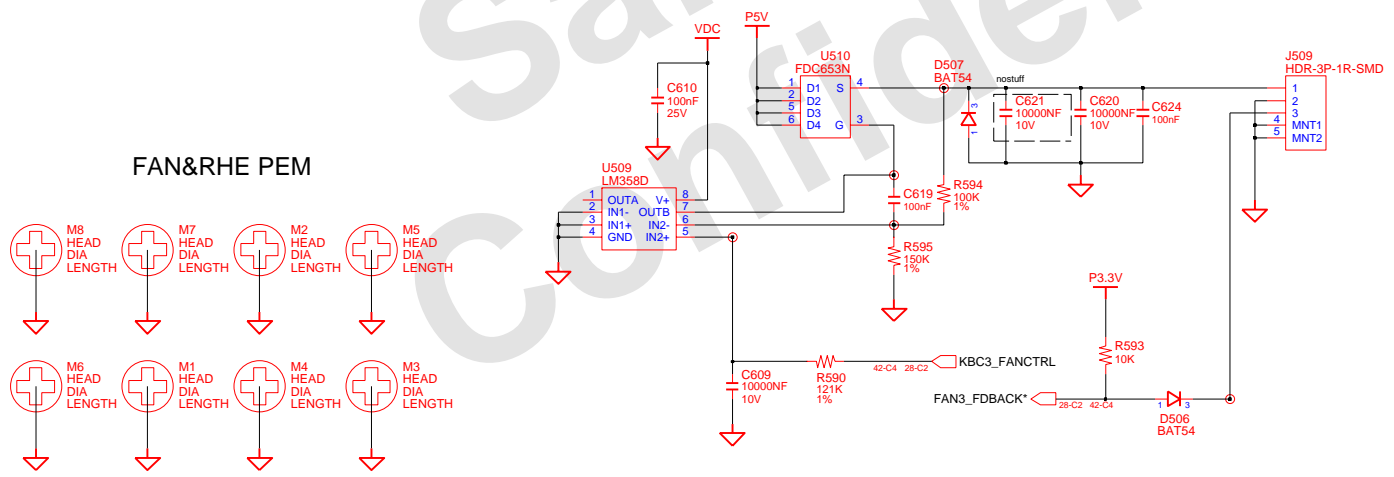 Sa
Confiden
FAN&RHE PEM
M8
HEAD
DIA
LENGTH
M7
HEAD
DIA
LENGTH
M2
HEAD
DIA
LENGTH
M5
HEAD
DIA
LENGTH
M6
HEAD
DIA
LENGTH
M1
HEAD
DIA
LENGTH
M4
HEAD
DIA
LENGTH
M3
HEAD
DIA
LENGTH
VDC
C610
100nF
25V
U509
LM358D
1 OUTA V+ 8
2 IN1- OUTB 7
3 IN1+ IN2- 6
4 GND IN2+ 5
P5V
U510
FDC653N
1 D1 S 4
2 D2
5 D3
6 D4 G 3
C619
100nF
R594
100K
1%
R595
150K
1%
D507
BAT54
3
1
nostuff
C621
10000NF
10V
C620
10000NF
10V
C624
100nF
J509
HDR-3P-1R-SMD
1
2
3
4 MNT1
5 MNT2
C609
10000NF
10V
R590
121K
1%
42-C4 28-C2
KBC3_FANCTRL
P3.3V
R593
10K
FAN3_FDBACK*
28-C2 42-C4
1 3
D506
BAT54